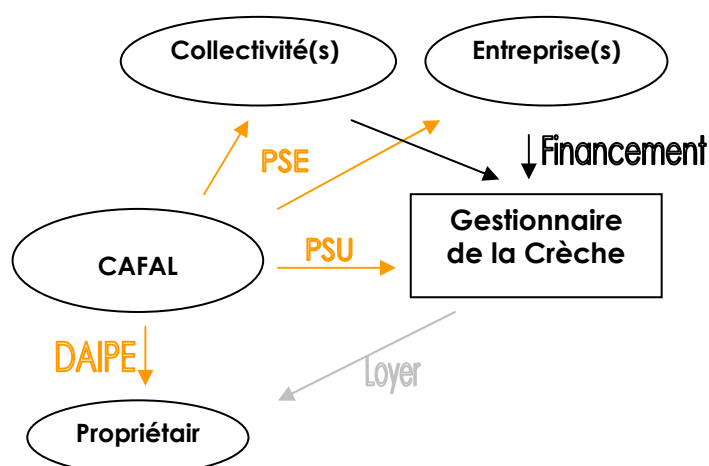 Collectivité(s)
Entreprise(s)
PSE
Financement
Gestionnaire
de la Crèche
CAFAL
PSU
DAIPE
Loyer
Propriétair